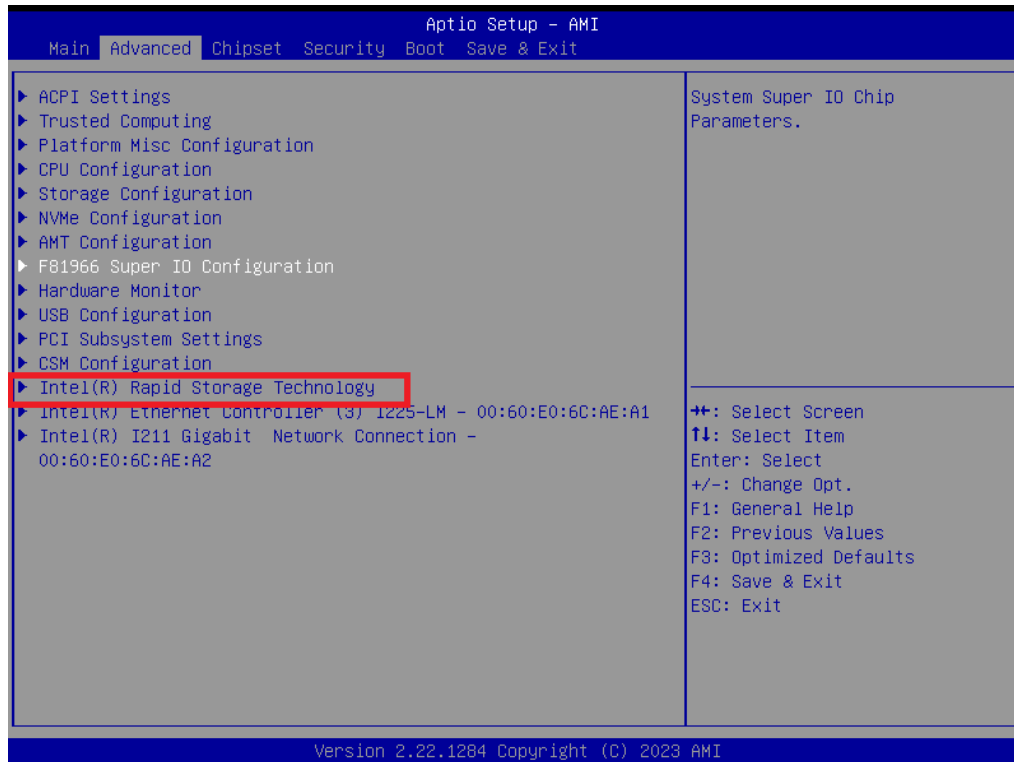 Aptio Setup – AMI
Main Advanced Chipset Security Boot Save & Exit
ACPI Settings
Trusted Computing
Platform Misc Configuration
CPU Configuration
Storage Configuration
NVMe Configuration
AMT Configuration
F81966 Super IO Configuration
Hardware Monitor
USB Configuration
PCI Subsystem Settings
CSM Configuration
Intel(R) Rapid Storage Technology
Intel(R) Ethernet Controller (3) I225-LM – 00:60:E0:6C:AE:A1
Intel(R) I211 Gigabit  Network Connection –
00:60:E0:6C:AE:A2
System Super IO Chip
Parameters.
→←: Select Screen
↑↓: Select Item
Enter: Select
+/-: Change Opt.
F1: General Help
F2: Previous Values
F3: Optimized Defaults
F4: Save & Exit
ESC: Exit
Version 2.22.1284 Copyright (C) 2023 AMI